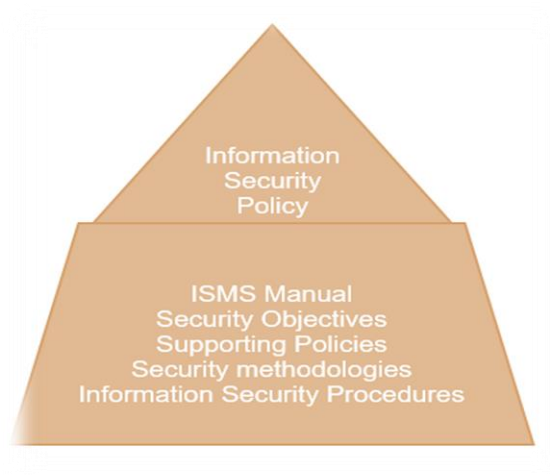 Information
Security
Policy
ISMS Manual
Security Objectives
Supporting Policies
Security methodologies
Information Security Procedures